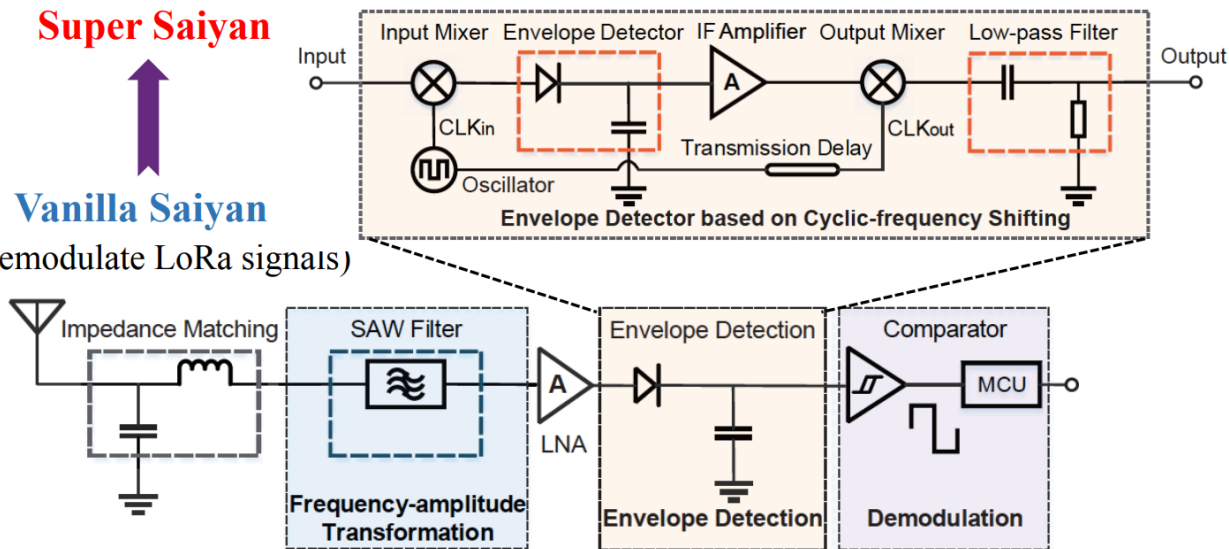 Super Saiyan
Input Mixer Envelope Detector IF Amplifier Output Mixer Low-pass Filter
Input
Output
A
CLKin
CLKout
Transmission Delay
Oscillator
Envelope Detector based on Cyclic-frequency Shifting
Vanilla Saiyan
emodulate LoRa signals)
Impedance Matching
SAW Filter
Envelope Detection
Comparator
A
MCU
LNA
Frequency-amplitude
Transformation
Envelope Detection
Demodulation